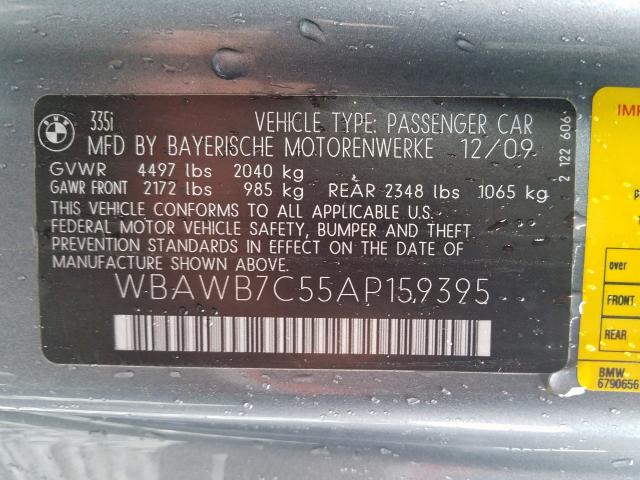 BMW
335i VEHICLE TYPE: PASSENGER CAR
MFD BY BAYERISCHE MOTORENWERKE 12/09
GVWR 4497 lbs 2040 kg
GAWR FRONT 2172 lbs 985 kg REAR 2348 lbs 1065 kg
THIS VEHICLE CONFORMS TO ALL APPLICABLE U.S.
FEDERAL MOTOR VEHICLE SAFETY, BUMPER AND THEFT
PREVENTION STANDARDS IN EFFECT ON THE DATE
OF MANUFACTURE SHOWN ABOVE.
WBAWB7C55AP159395
2 122 606
over
FRONT
REAR
BMW
6790656